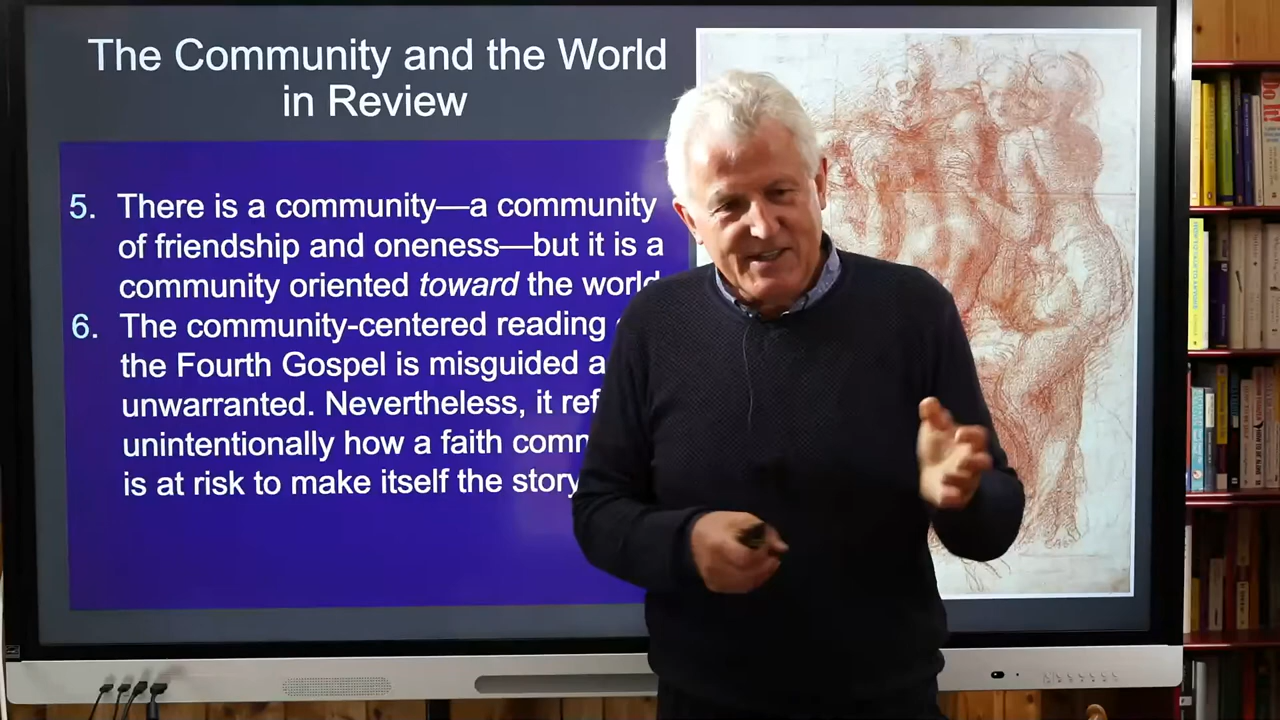 The Community and the World
in Review
5. There is a community—a community
of friendship and oneness—but it is a
community oriented toward the world
6. The community-centered reading
the Fourth Gospel is misguided
unwarranted. Nevertheless, it
unintentionally how a faith
is at risk to make itself the story
Do it!